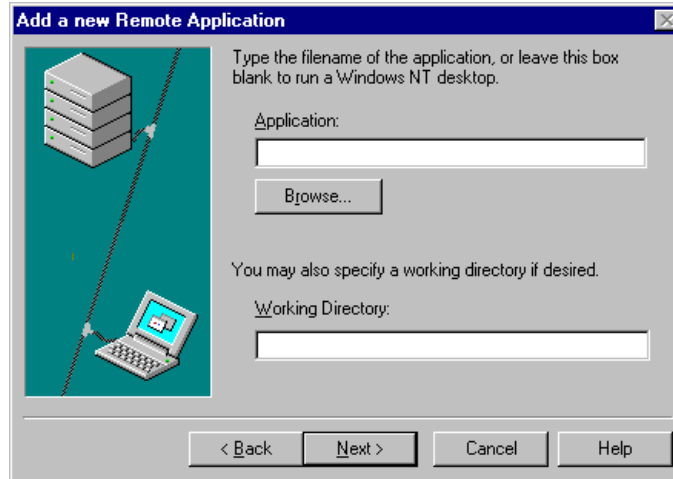 Add a new Remote Application
Type the filename of the application, or leave this box
blank to run a Windows NT desktop.
Application:
Browse...
You may also specify a working directory if desired.
Working Directory:
< Back
Next >
Cancel
Help